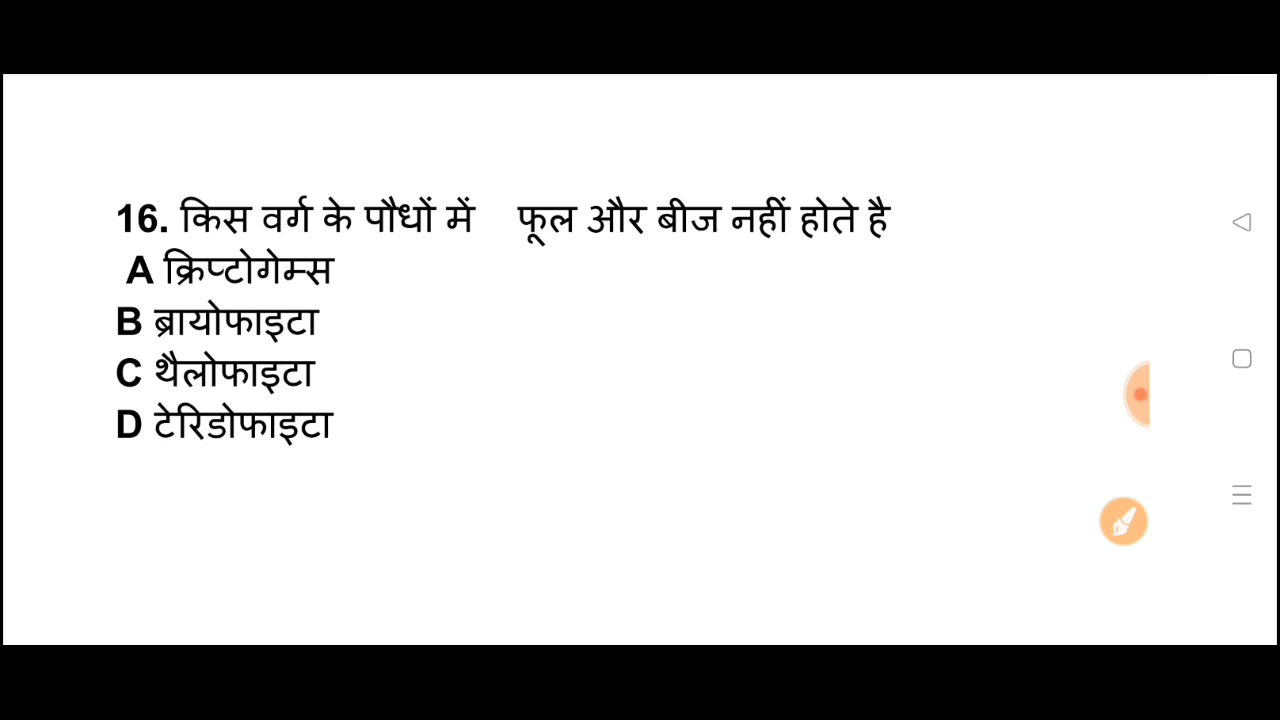 16. किस वर्ग के पौधों में फूल और बीज नहीं होते है
A क्रिप्टोगेम्स
B ब्रायोफाइटा
C थैलोफाइटा
D टेरिडोफाइटा